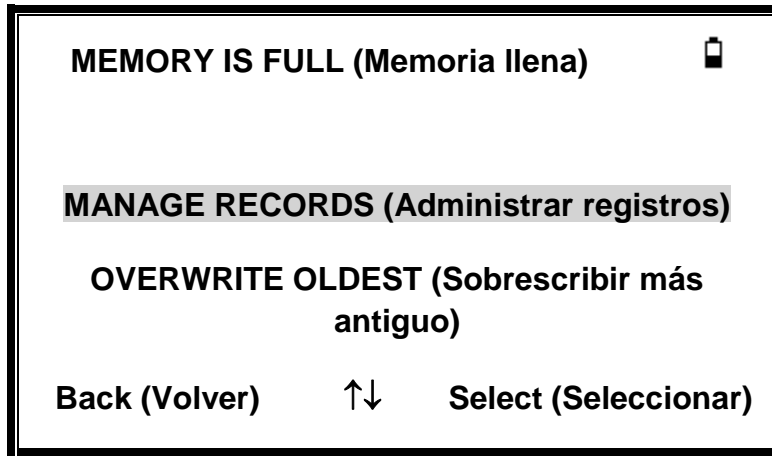 MEMORY IS FULL (Memoria llena)
MANAGE RECORDS (Administrar registros)
OVERWRITE OLDEST (Sobrescribir más
antiguo)
Back (Volver) ↑↓ Select (Seleccionar)